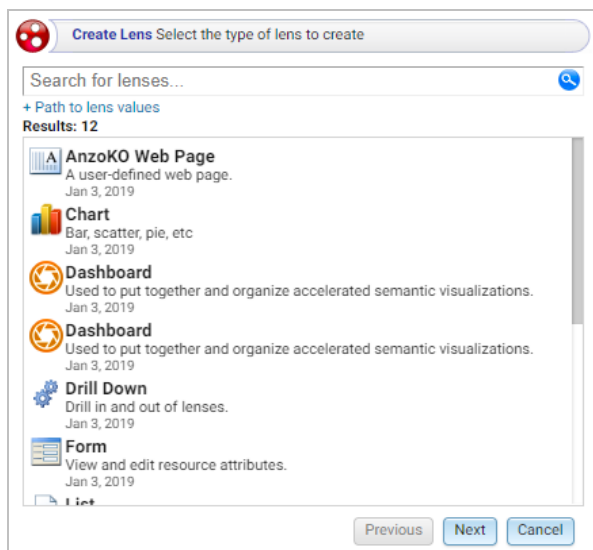 Create Lens Select the type of lens to create
Search for lenses...
+ Path to lens values
Results: 12
AnzoKO Web Page
A user-defined web page.
Jan 3, 2019
Chart
Bar, scatter, pie, etc
Jan 3, 2019
Dashboard
Used to put together and organize accelerated semantic visualizations.
Jan 3, 2019
Dashboard
Used to put together and organize accelerated semantic visualizations.
Jan 3, 2019
Drill Down
Drill in and out of lenses.
Jan 3, 2019
Form
View and edit resource attributes.
Jan 3, 2019
List
Previous Next Cancel